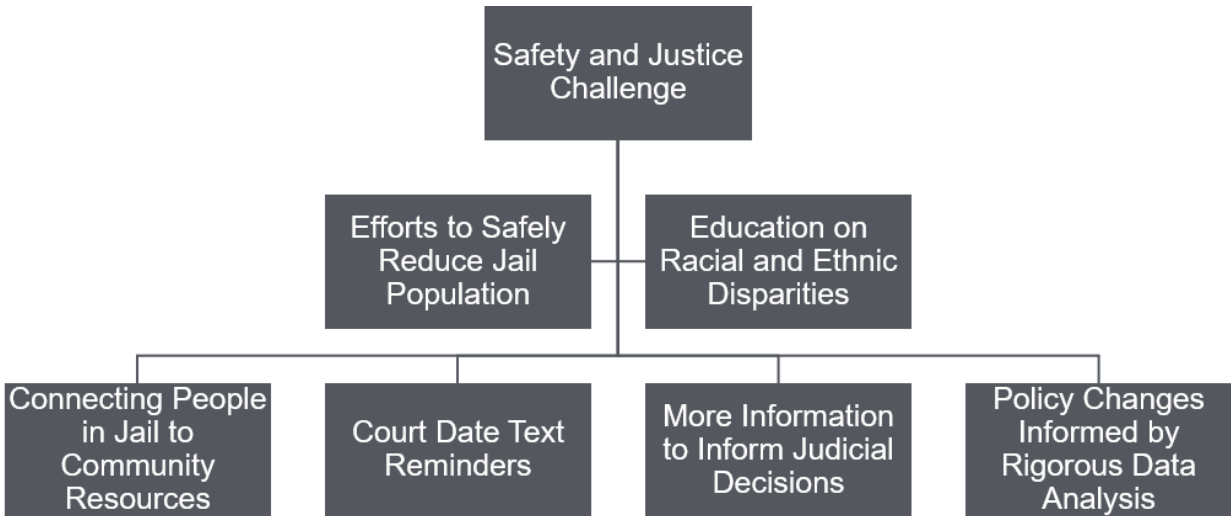 Safety and Justice
Challenge
Efforts to Safely
Reduce Jail
Population
Education on
Racial and Ethnic
Disparities
Connecting People
in Jail to
Community
Resources
Court Date Text
Reminders
More Information
to Inform Judicial
Decisions
Policy Changes
Informed by
Rigorous Data
Analysis